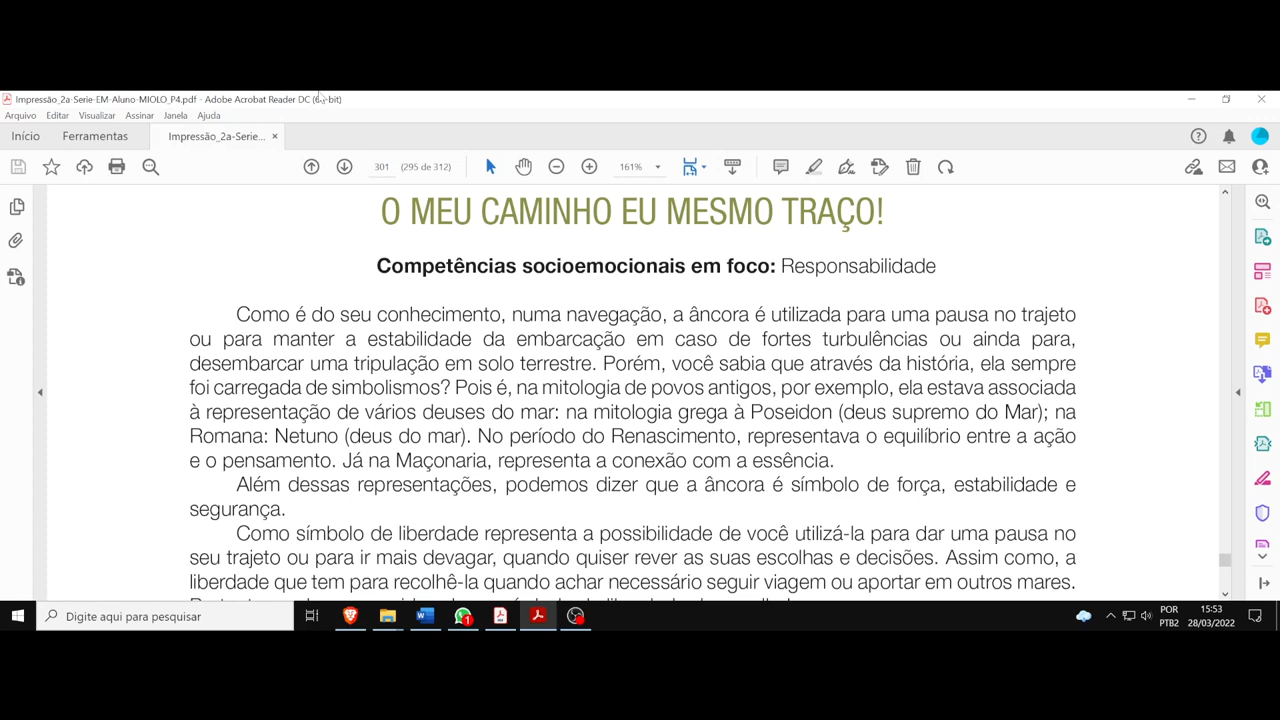 Impressão_2a-Serie-EM-Aluno-MIOLO_P4.pdf - Adobe Acrobat Reader DC (64-bit)
Arquivo Editar Visualizar Assinar Janela Ajuda
Início Ferramentas Impressão_2a-Serie... ×
301 (295 de 312) 161%
O MEU CAMINHO EU MESMO TRAÇO!
Competências socioemocionais em foco: Responsabilidade
Como é do seu conhecimento, numa navegação, a âncora é utilizada para uma pausa no trajeto
ou para manter a estabilidade da embarcação em caso de fortes turbulências ou ainda para,
desembarcar uma tripulação em solo terrestre. Porém, você sabia que através da história, ela sempre
foi carregada de simbolismos? Pois é, na mitologia de povos antigos, por exemplo, ela estava associada
à representação de vários deuses do mar: na mitologia grega à Poseidon (deus supremo do Mar); na
Romana: Netuno (deus do mar). No período do Renascimento, representava o equilíbrio entre a ação
e o pensamento. Já na Maçonaria, representa a conexão com a essência.
Além dessas representações, podemos dizer que a âncora é símbolo de força, estabilidade e
segurança.
Como símbolo de liberdade representa a possibilidade de você utilizá-la para dar uma pausa no
seu trajeto ou para ir mais devagar, quando quiser rever as suas escolhas e decisões. Assim como, a
liberdade que tem para recolhê-la quando achar necessário seguir viagem ou aportar em outros mares.
Digite aqui para pesquisar
1
POR
PTB2
15:53
28/03/2022